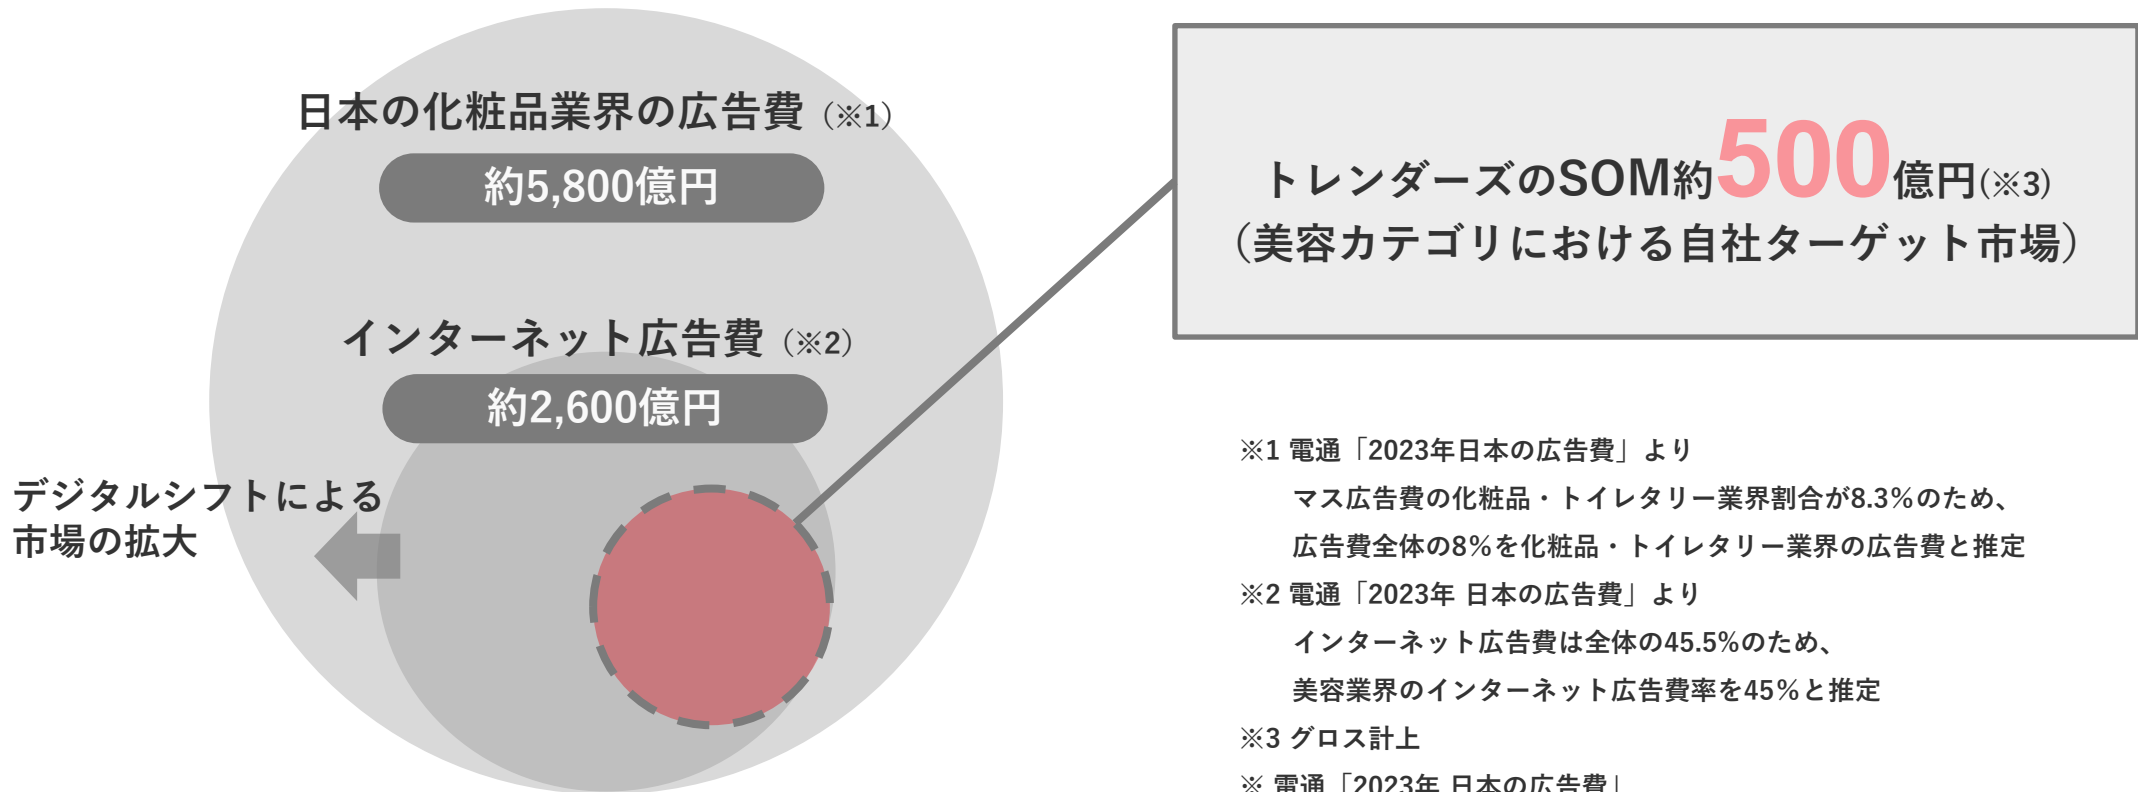 日本の化粧品業界の広告費（※1）
約5,800億円
インターネット広告費（※2）
約2,600億円
デジタルシフトによる
市場の拡大
トレンダーズのSOM約500億円(※3)
（美容カテゴリにおける自社ターゲット市場）
※1 電通「2023年日本の広告費」より
マス広告費の化粧品・トイレタリー業界割合が8.3%のため、
広告費全体の8%を化粧品・トイレタリー業界の広告費と推定
※2 電通「2023年 日本の広告費」より
インターネット広告費は全体の45.5%のため、
美容業界のインターネット広告費率を45%と推定
※3 グロス計上
※ 電通「2023年 日本の広告費」